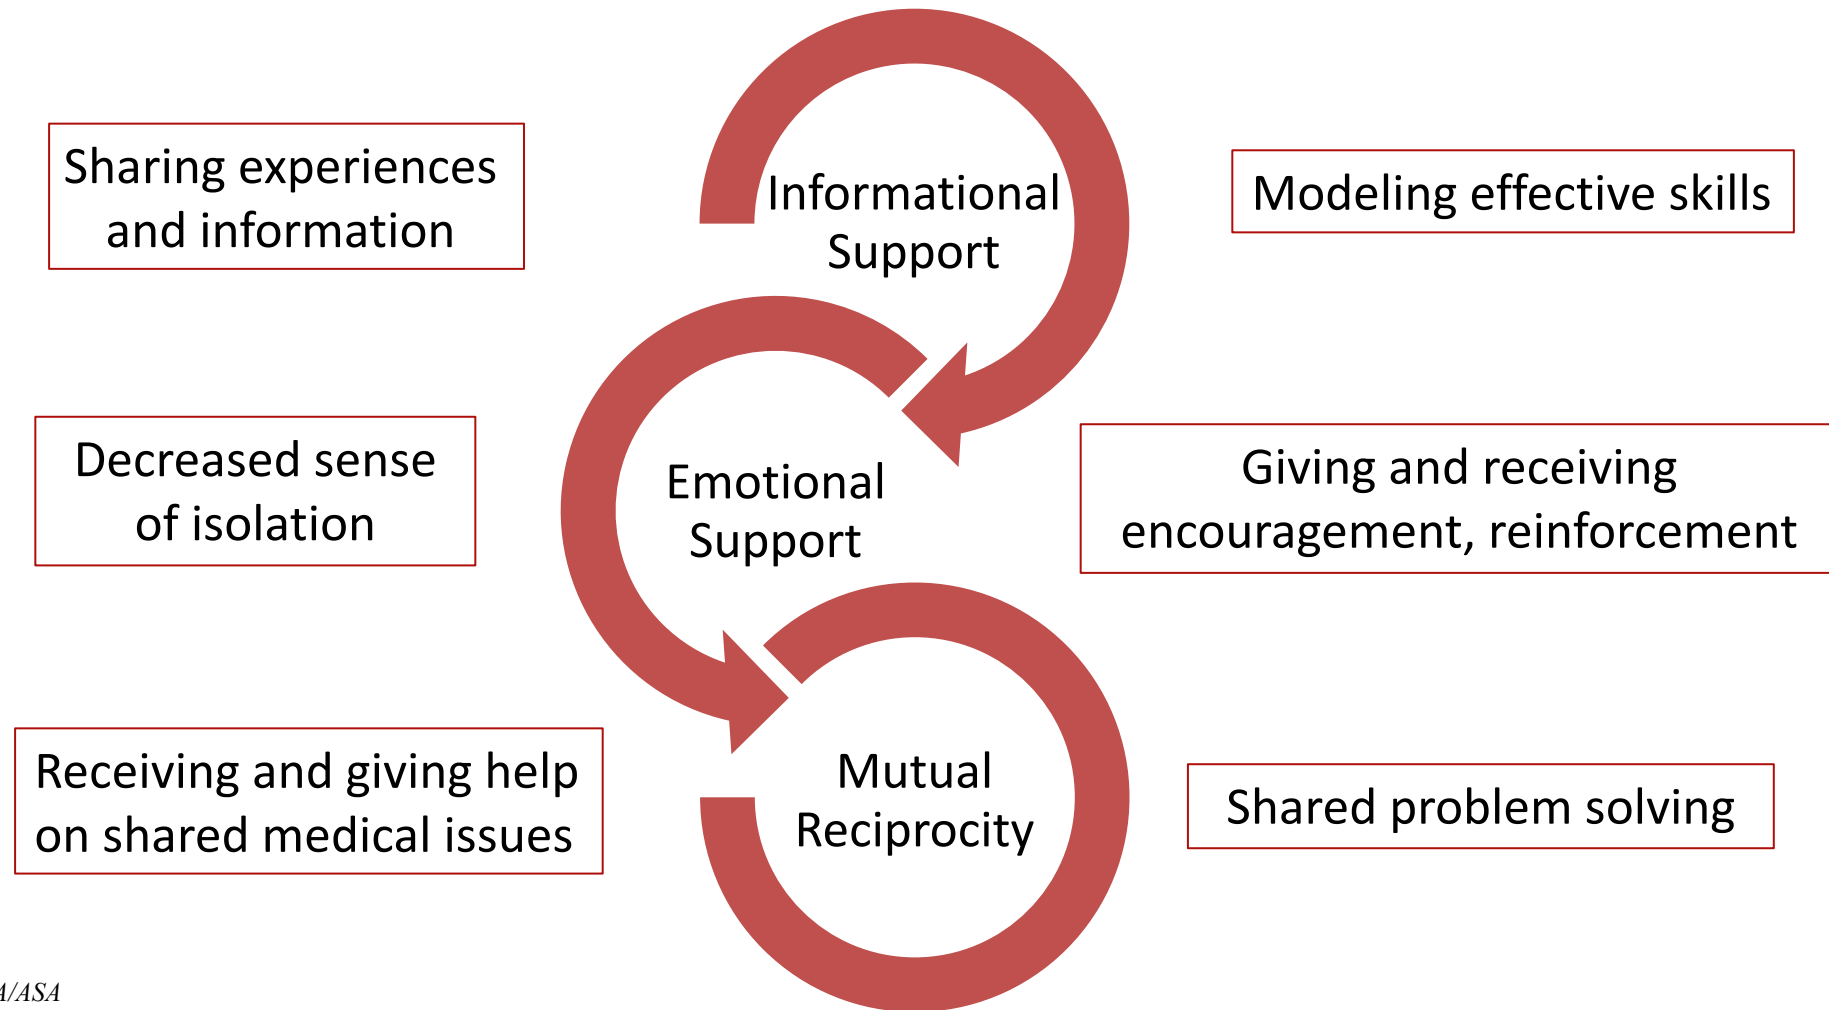 Sharing experiences
and information
Informational
Support
Modeling effective skills
Decreased sense
of isolation
Emotional
Support
Giving and receiving
encouragement, reinforcement
Receiving and giving help
on shared medical issues
Mutual
Reciprocity
Shared problem solving
A/ASA